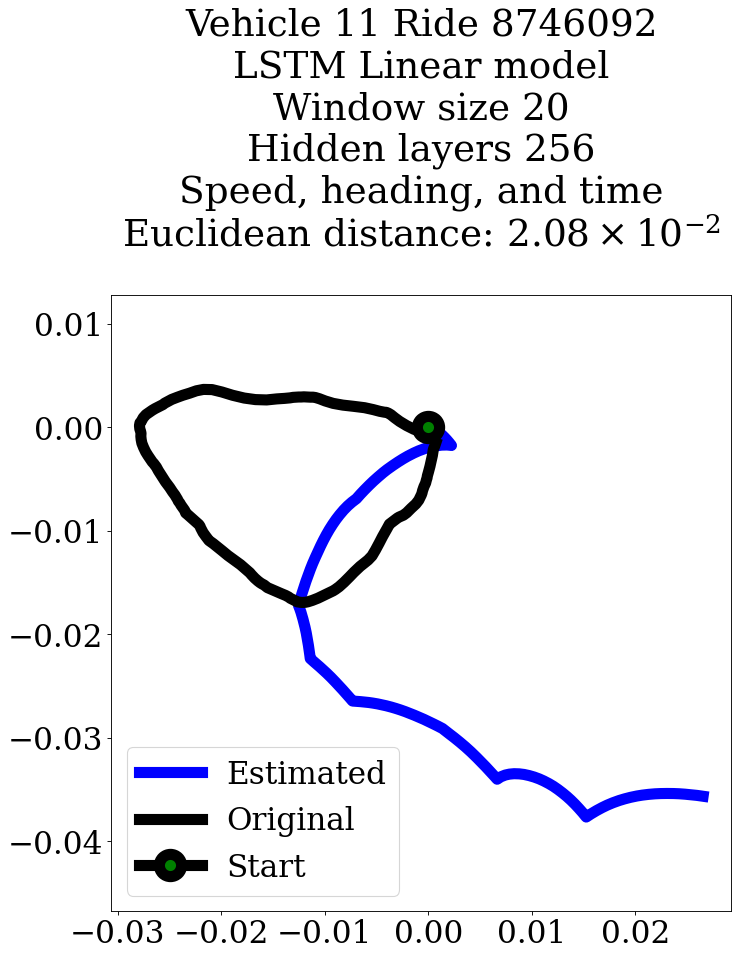 Vehicle 11 Ride 8746092
LSTM Linear model
Window size 20
Hidden layers 256
Speed, heading, and time
Euclidean distance: 2.08 × 10⁻²
0.01
0.00
−0.01
−0.02
−0.03
−0.04
Estimated
Original
Start
−0.03 −0.02 −0.01 0.00 0.01 0.02